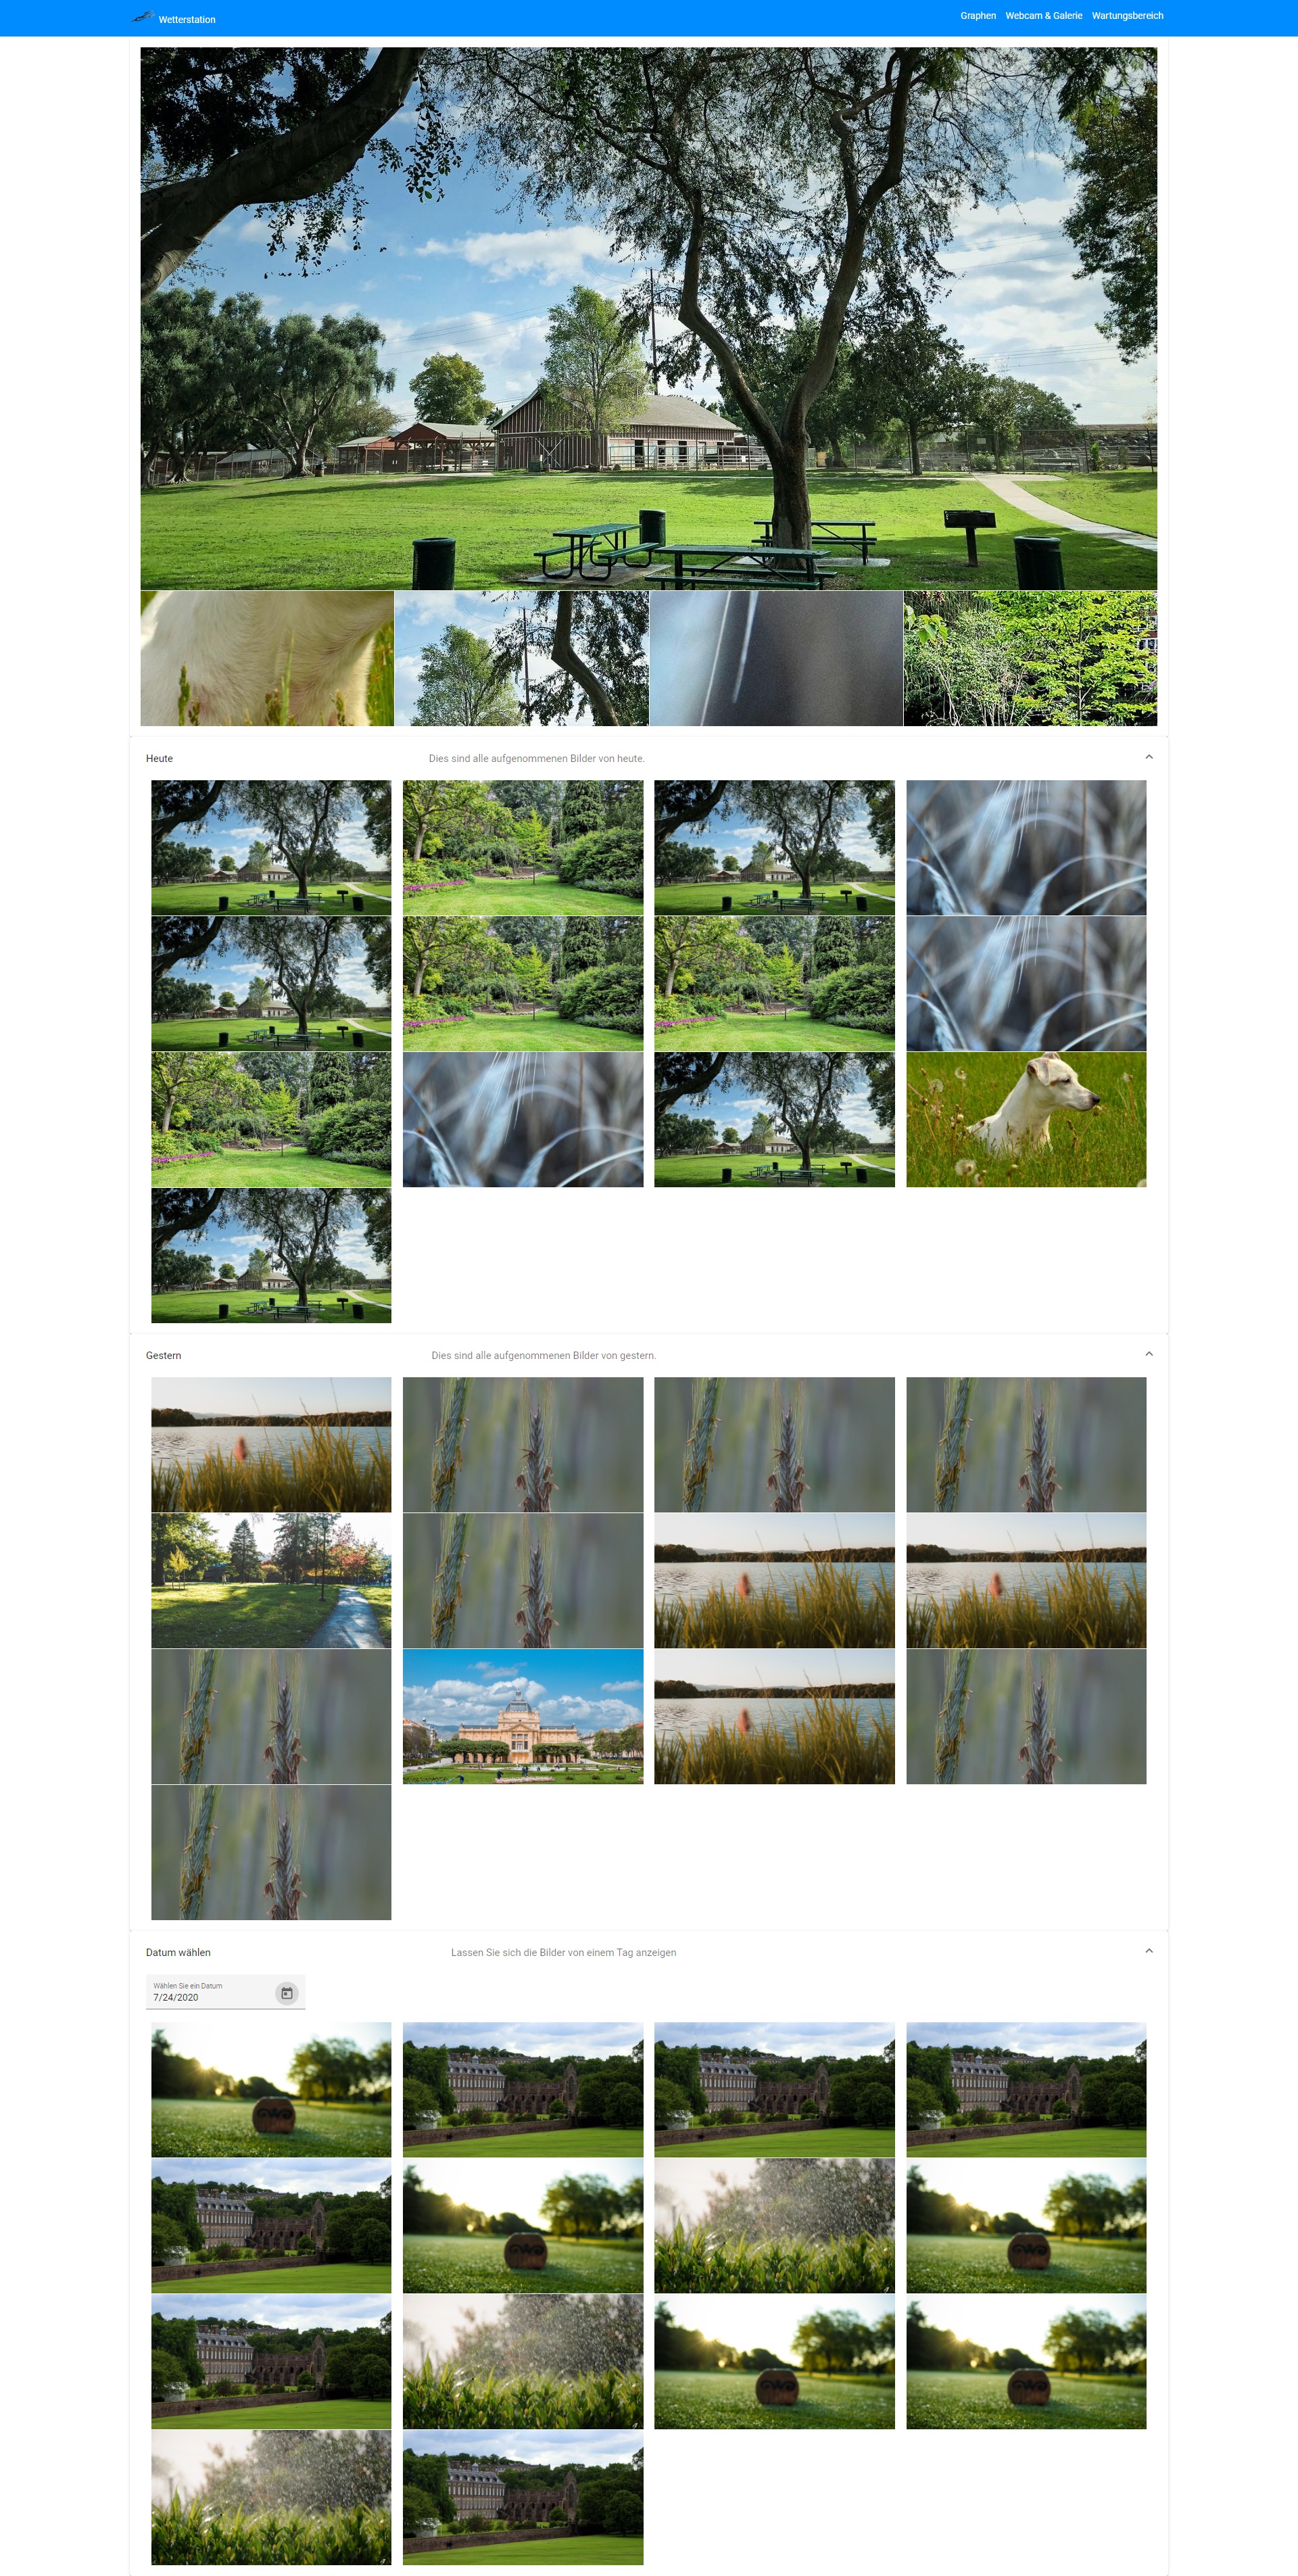 Wetterstation
Graphen Webcam & Galerie Wartungsbereich
Heute
Dies sind alle aufgenommenen Bilder von heute.
Gestern
Dies sind alle aufgenommenen Bilder von gestern.
Datum wählen
Lassen Sie sich die Bilder von einem Tag anzeigen
Wählen Sie ein Datum
7/24/2020